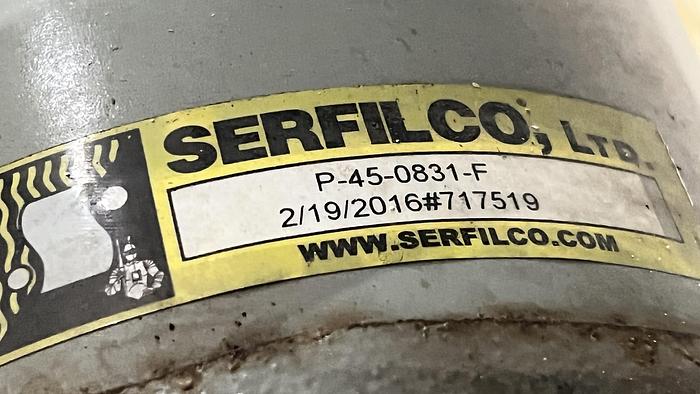 SERFILCO, LTD.
P-45-0831-F
2/19/2016#717519
WWW.SERFILCO.COM